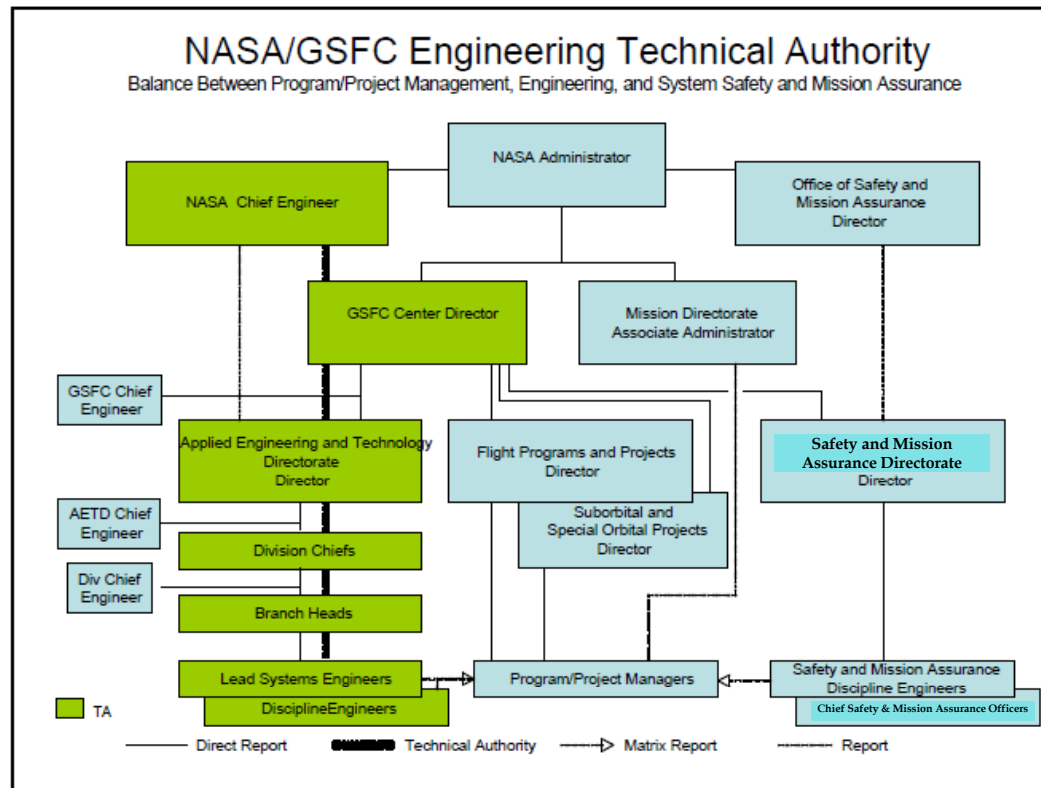 NASA/GSFC Engineering Technical Authority
Balance Between Program/Project Management, Engineering, and System Safety and Mission Assurance
NASA Administrator
NASA Chief Engineer
Office of Safety and
Mission Assurance
Director
GSFC Center Director
Mission Directorate
Associate Administrator
GSFC Chief
Engineer
Applied Engineering and Technology
Directorate
Director
Flight Programs and Projects
Director
Safety and Mission
Assurance Directorate
Director
AETD Chief
Engineer
Suborbital and
Special Orbital Projects
Director
Division Chiefs
Div Chief
Engineer
Branch Heads
Lead Systems Engineers
DisciplineEngineers
Program/Project Managers
Safety and Mission Assurance
Discipline Engineers
Chief Safety & Mission Assurance Officers
TA
Direct Report
Technical Authority
Matrix Report
Report